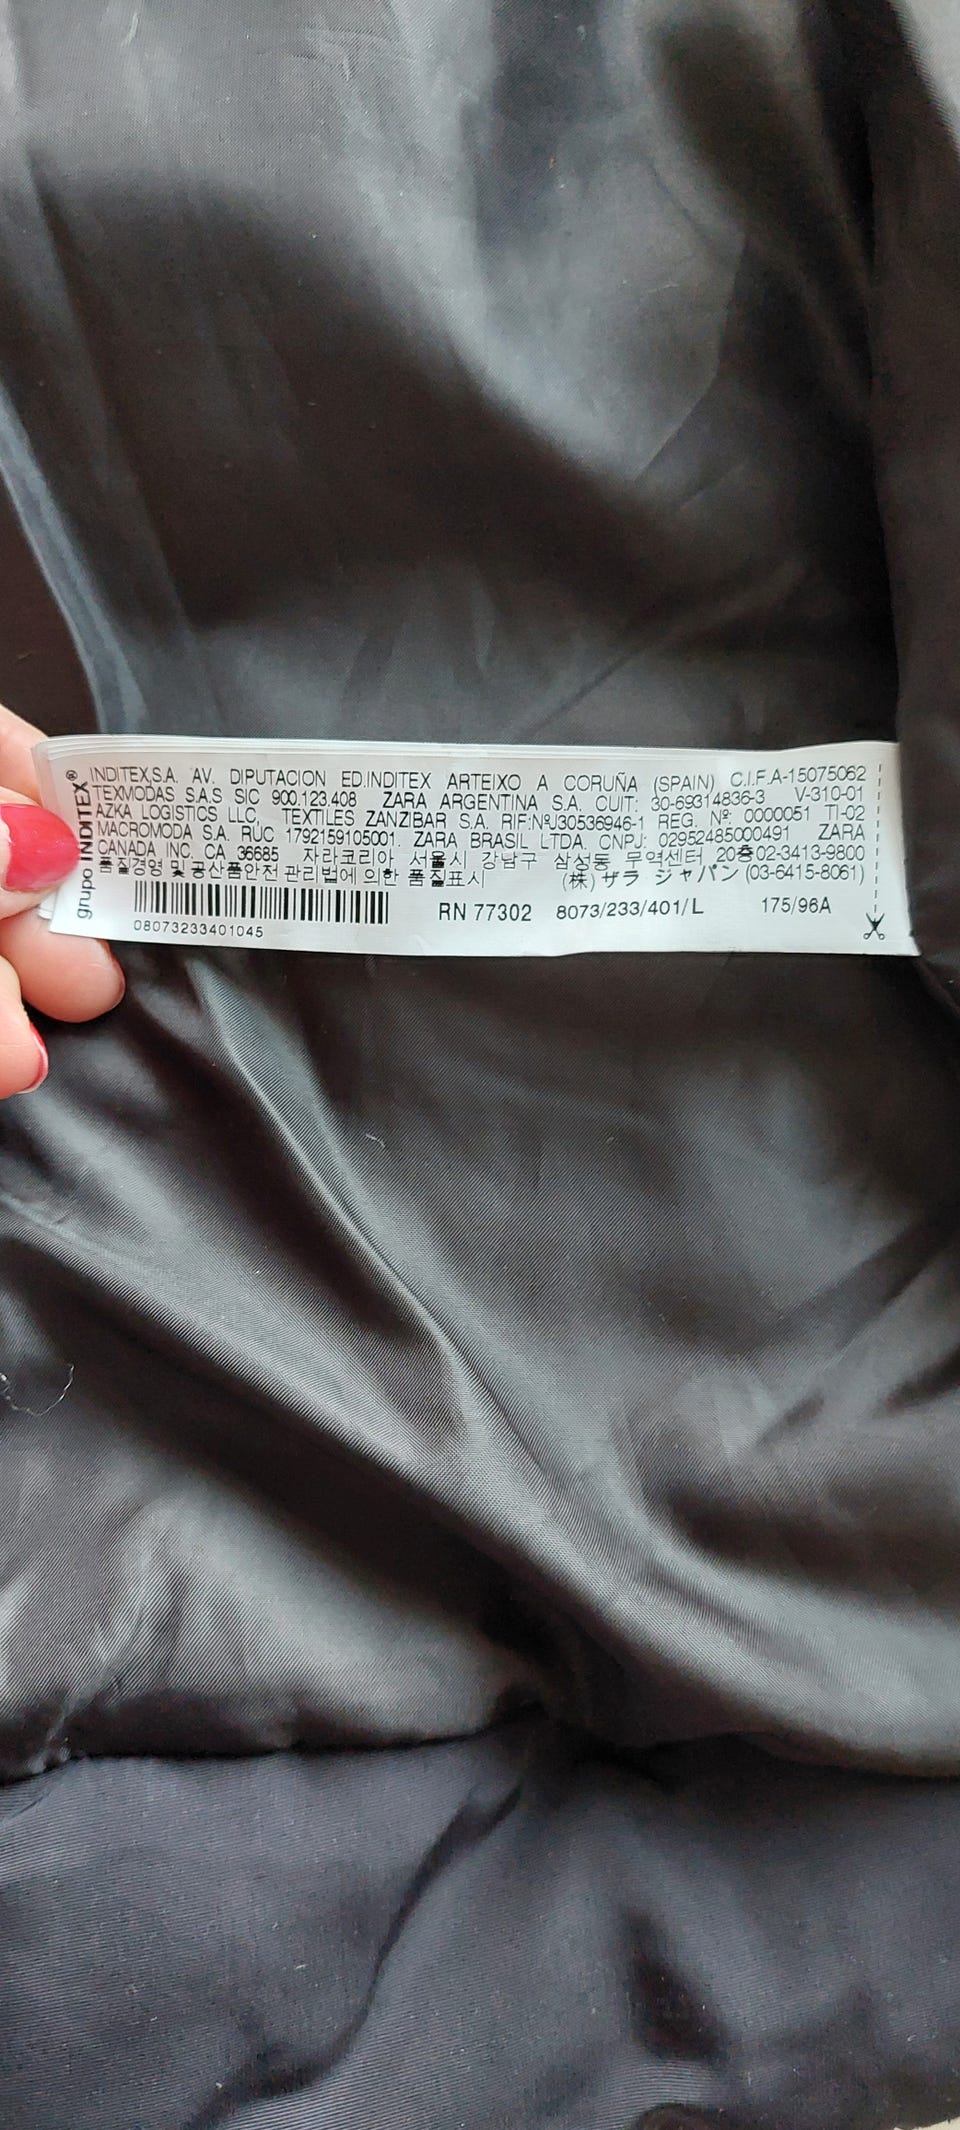 grupo INDITEX®
INDITEX,S.A. AV. DIPUTACION ED.INDITEX ARTEIXO A CORUÑA (SPAIN) C.I.F.A-15075062
TEXMODAS S.A.S SIC 900.123.408 ZARA ARGENTINA S.A. CUIT: 30-69314836-3 V-310-01
AZKA LOGISTICS LLC, TEXTILES ZANZIBAR S.A. RIF:NºJ30536946-1 REG. Nº: 0000051 TI-02
MACROMODA S.A. RUC 1792159105001. ZARA BRASIL LTDA. CNPJ: 02952485000491 ZARA
CANADA INC. CA 36685 자라코리아 서울시 강남구 삼성동 무역센터 20층02-3413-9800
품질경영 및 공산품안전 관리법에 의한 품질표시 (株) ザラ ジャパン (03-6415-8061)
RN 77302 8073/233/401/L 175/96A
08073233401045